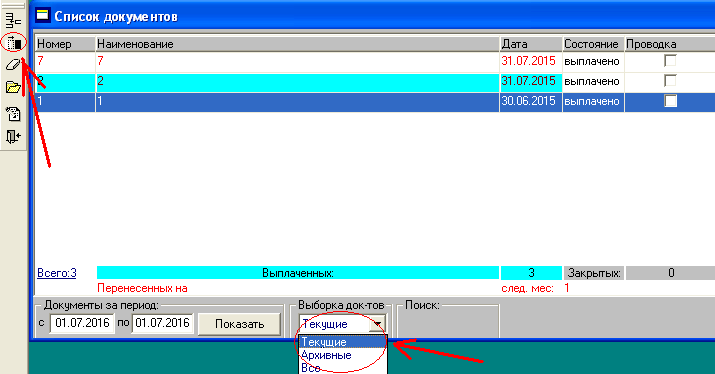 Список документов
Номер Наименование Дата Состояние Проводка
7 7 31.07.2015 выплачено
2 2 31.07.2015 выплачено
1 1 30.06.2015 выплачено
Всего:3 Выплаченных: 3 Закрытых: 0
Перенесенных на след. мес: 1
Документы за период: Выборка док-тов Поиск:
с 01.07.2016 по 01.07.2016 Показать Текущие
Текущие
Архивные
Все